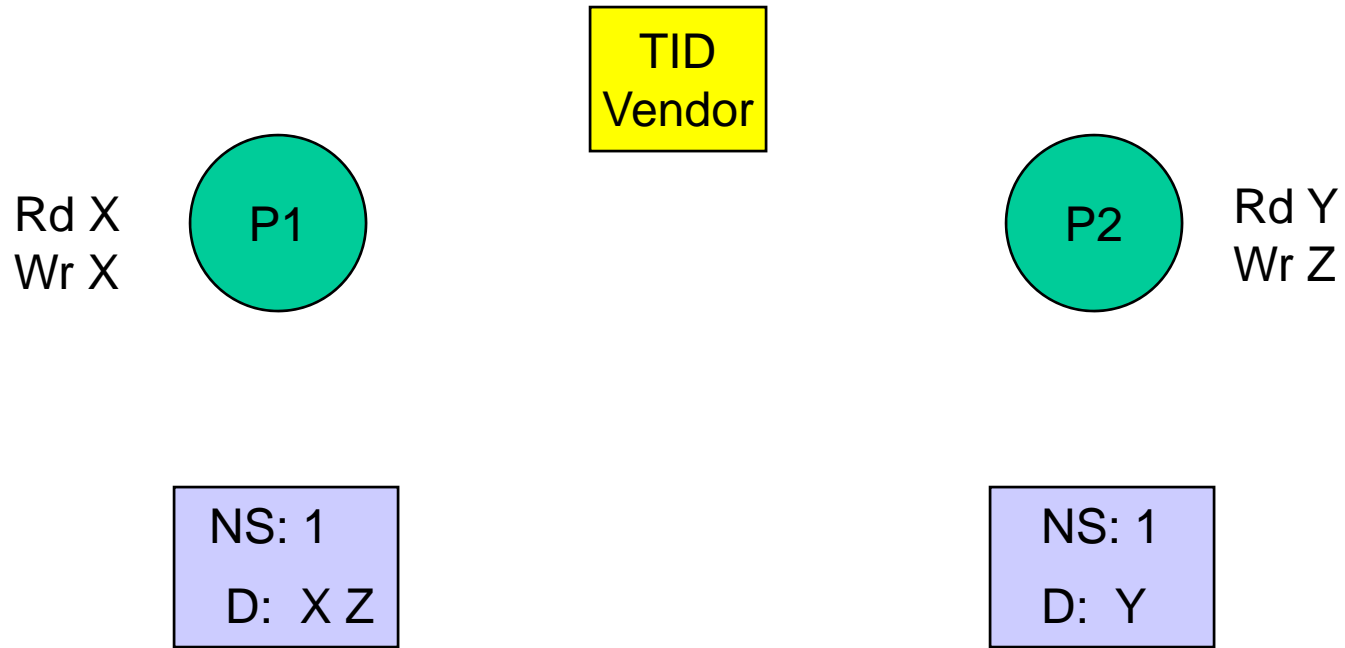 TID
Vendor
Rd X
Wr X
P1
P2
Rd Y
Wr Z
NS: 1
D: X Z
NS: 1
D: Y